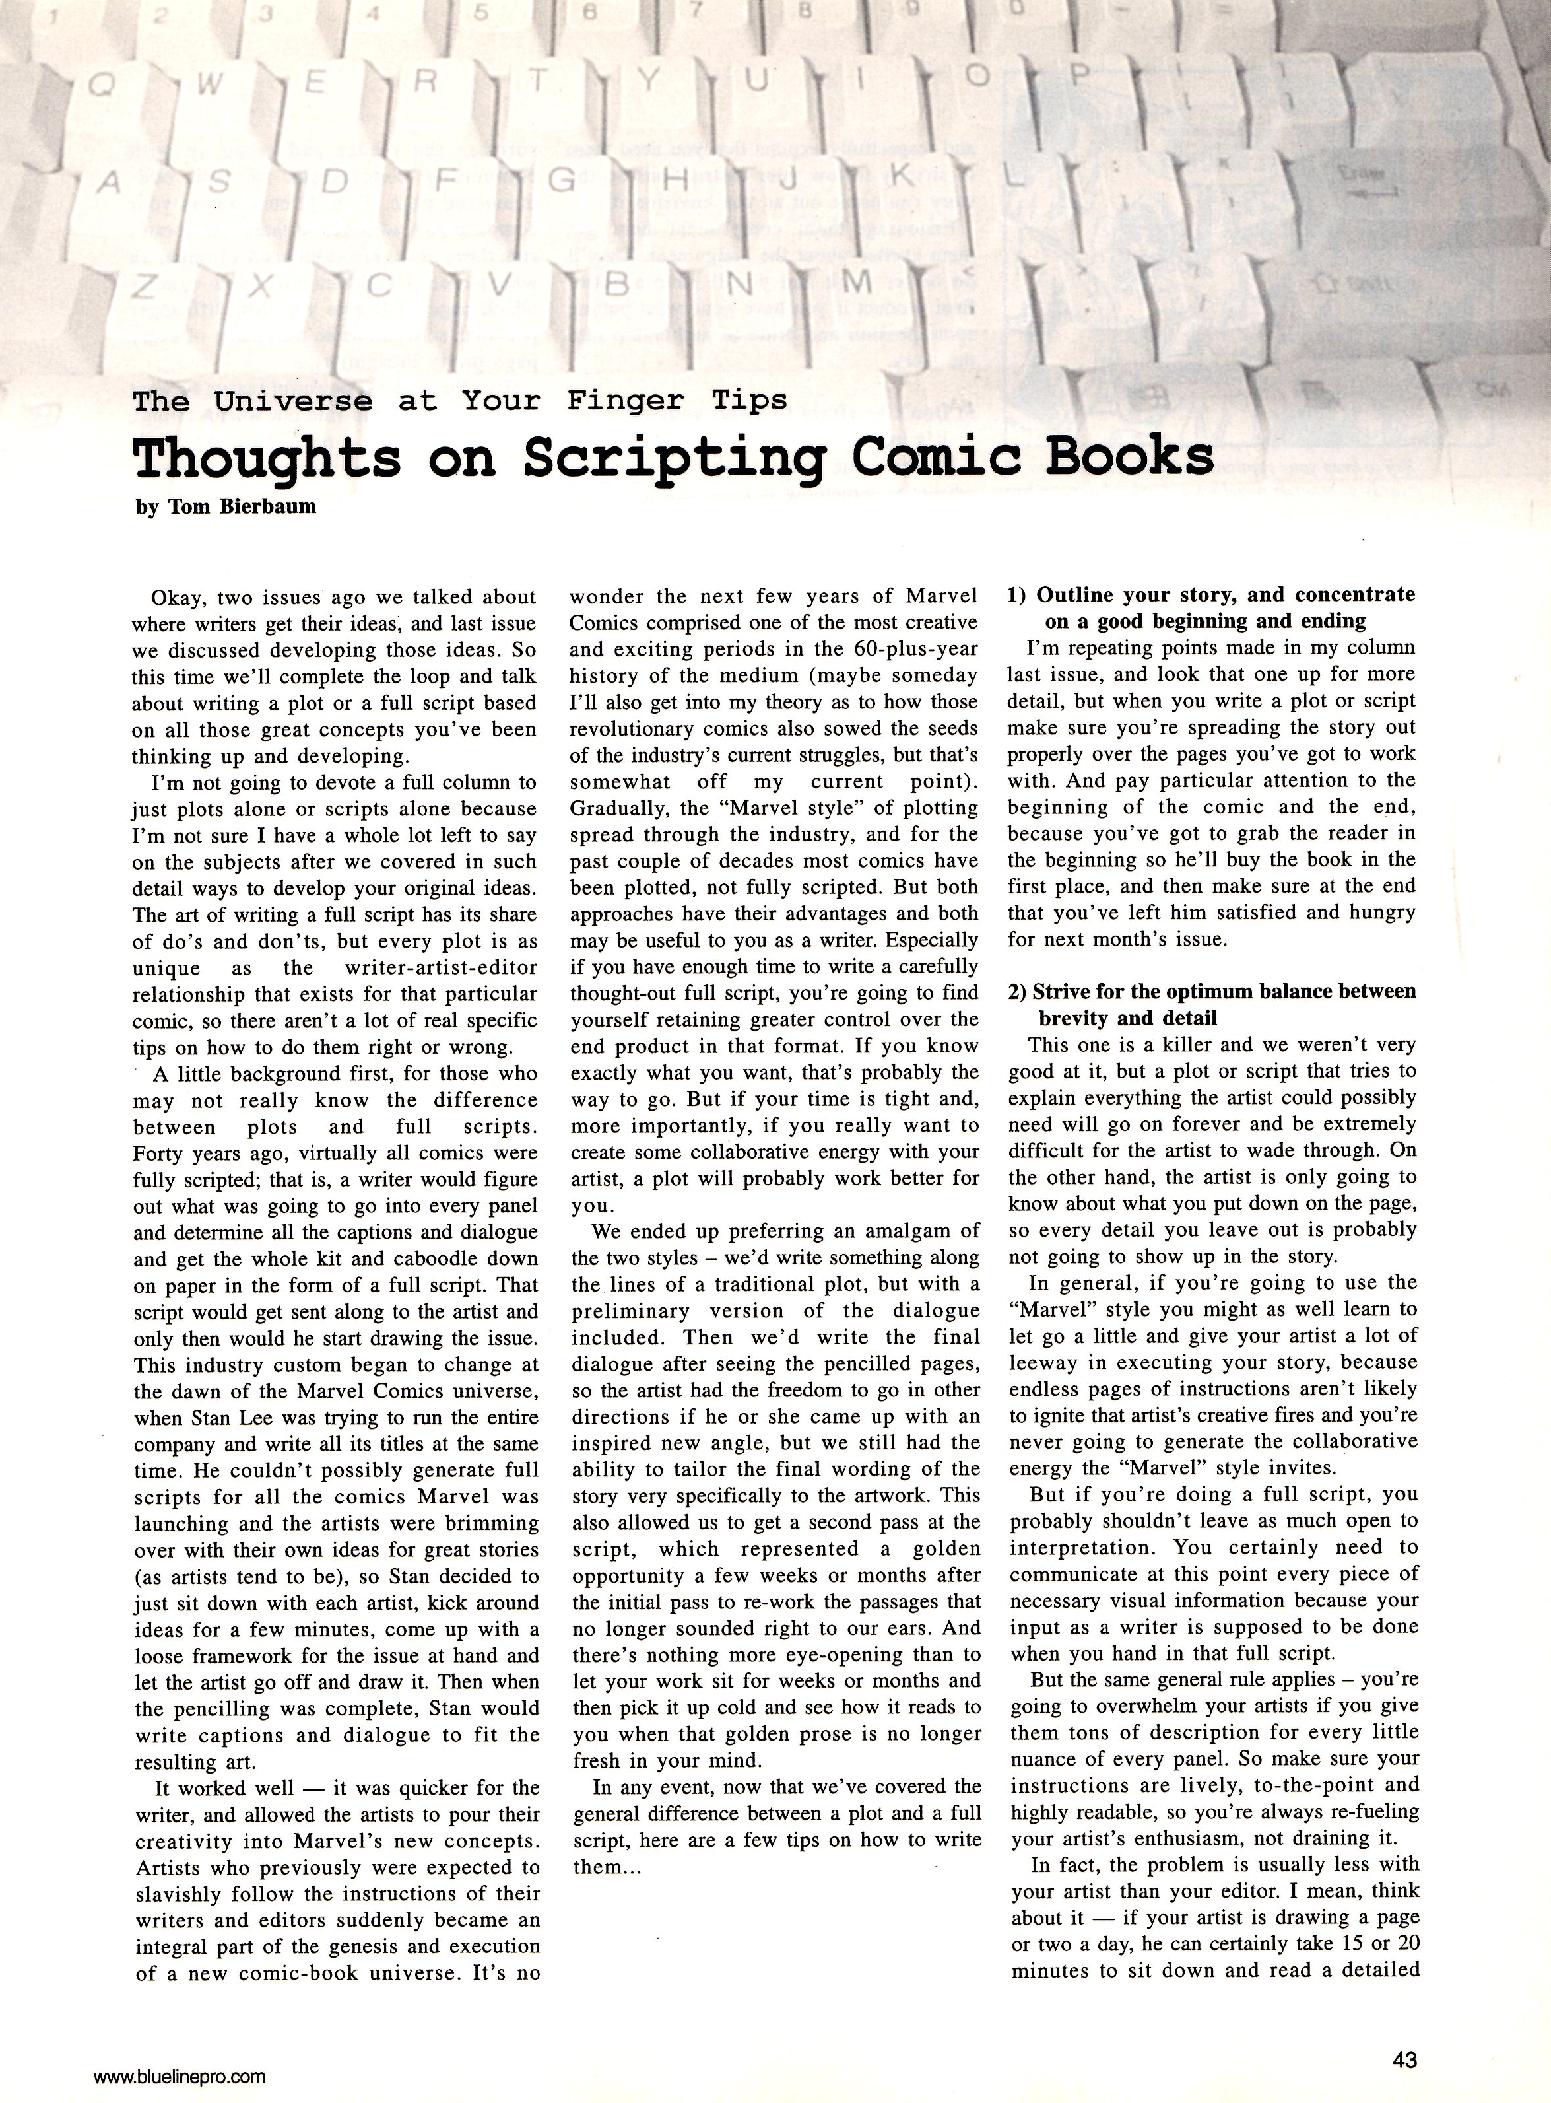 1 2 3 4 5 6 7 8 9 0 - =
Q W E R T Y U I O P
A S D F G H J K L
Z X C V B N M
The Universe at Your Finger Tips
Thoughts on Scripting Comic Books
by Tom Bierbaum
Okay, two issues ago we talked about
where writers get their ideas, and last issue
we discussed developing those ideas. So
this time we'll complete the loop and talk
about writing a plot or a full script based
on all those great concepts you've been
thinking up and developing.
I'm not going to devote a full column to
just plots alone or scripts alone because
I'm not sure I have a whole lot left to say
on the subjects after we covered in such
detail ways to develop your original ideas.
The art of writing a full script has its share
of do's and don'ts, but every plot is as
unique as the writer-artist-editor
relationship that exists for that particular
comic, so there aren't a lot of real specific
tips on how to do them right or wrong.
A little background first, for those who
may not really know the difference
between plots and full scripts.
Forty years ago, virtually all comics were
fully scripted; that is, a writer would figure
out what was going to go into every panel
and determine all the captions and dialogue
and get the whole kit and caboodle down
on paper in the form of a full script. That
script would get sent along to the artist and
only then would he start drawing the issue.
This industry custom began to change at
the dawn of the Marvel Comics universe,
when Stan Lee was trying to run the entire
company and write all its titles at the same
time. He couldn't possibly generate full
scripts for all the comics Marvel was
launching and the artists were brimming
over with their own ideas for great stories
(as artists tend to be), so Stan decided to
just sit down with each artist, kick around
ideas for a few minutes, come up with a
loose framework for the issue at hand and
let the artist go off and draw it. Then when
the pencilling was complete, Stan would
write captions and dialogue to fit the
resulting art.
It worked well — it was quicker for the
writer, and allowed the artists to pour their
creativity into Marvel's new concepts.
Artists who previously were expected to
slavishly follow the instructions of their
writers and editors suddenly became an
integral part of the genesis and execution
of a new comic-book universe. It's no
wonder the next few years of Marvel
Comics comprised one of the most creative
and exciting periods in the 60-plus-year
history of the medium (maybe someday
I'll also get into my theory as to how those
revolutionary comics also sowed the seeds
of the industry's current struggles, but that's
somewhat off my current point).
Gradually, the “Marvel style” of plotting
spread through the industry, and for the
past couple of decades most comics have
been plotted, not fully scripted. But both
approaches have their advantages and both
may be useful to you as a writer. Especially
if you have enough time to write a carefully
thought-out full script, you're going to find
yourself retaining greater control over the
end product in that format. If you know
exactly what you want, that's probably the
way to go. But if your time is tight and,
more importantly, if you really want to
create some collaborative energy with your
artist, a plot will probably work better for
you.
We ended up preferring an amalgam of
the two styles – we'd write something along
the lines of a traditional plot, but with a
preliminary version of the dialogue
included. Then we'd write the final
dialogue after seeing the pencilled pages,
so the artist had the freedom to go in other
directions if he or she came up with an
inspired new angle, but we still had the
ability to tailor the final wording of the
story very specifically to the artwork. This
also allowed us to get a second pass at the
script, which represented a golden
opportunity a few weeks or months after
the initial pass to re-work the passages that
no longer sounded right to our ears. And
there's nothing more eye-opening than to
let your work sit for weeks or months and
then pick it up cold and see how it reads to
you when that golden prose is no longer
fresh in your mind.
In any event, now that we've covered the
general difference between a plot and a full
script, here are a few tips on how to write
them...
1) Outline your story, and concentrate
on a good beginning and ending
I'm repeating points made in my column
last issue, and look that one up for more
detail, but when you write a plot or script
make sure you're spreading the story out
properly over the pages you've got to work
with. And pay particular attention to the
beginning of the comic and the end,
because you've got to grab the reader in
the beginning so he'll buy the book in the
first place, and then make sure at the end
that you've left him satisfied and hungry
for next month's issue.
2) Strive for the optimum balance between
brevity and detail
This one is a killer and we weren't very
good at it, but a plot or script that tries to
explain everything the artist could possibly
need will go on forever and be extremely
difficult for the artist to wade through. On
the other hand, the artist is only going to
know about what you put down on the page,
so every detail you leave out is probably
not going to show up in the story.
In general, if you're going to use the
“Marvel” style you might as well learn to
let go a little and give your artist a lot of
leeway in executing your story, because
endless pages of instructions aren't likely
to ignite that artist's creative fires and you're
never going to generate the collaborative
energy the “Marvel” style invites.
But if you're doing a full script, you
probably shouldn't leave as much open to
interpretation. You certainly need to
communicate at this point every piece of
necessary visual information because your
input as a writer is supposed to be done
when you hand in that full script.
But the same general rule applies – you're
going to overwhelm your artists if you give
them tons of description for every little
nuance of every panel. So make sure your
instructions are lively, to-the-point and
highly readable, so you're always re-fueling
your artist's enthusiasm, not draining it.
In fact, the problem is usually less with
your artist than your editor. I mean, think
about it — if your artist is drawing a page
or two a day, he can certainly take 15 or 20
minutes to sit down and read a detailed
www.bluelinepro.com
43